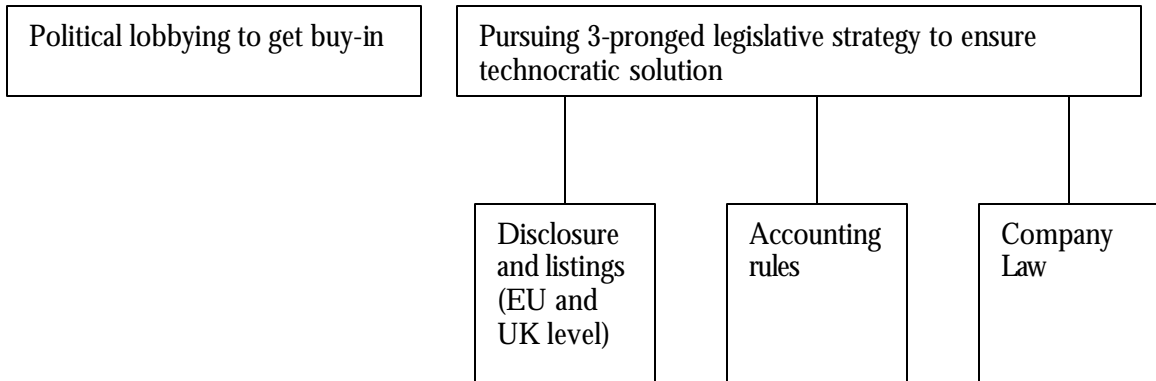 Political lobbying to get buy-in
Pursuing 3-pronged legislative strategy to ensure
technocratic solution
Disclosure
and listings
(EU and
UK level)
Accounting
rules
Company
Law